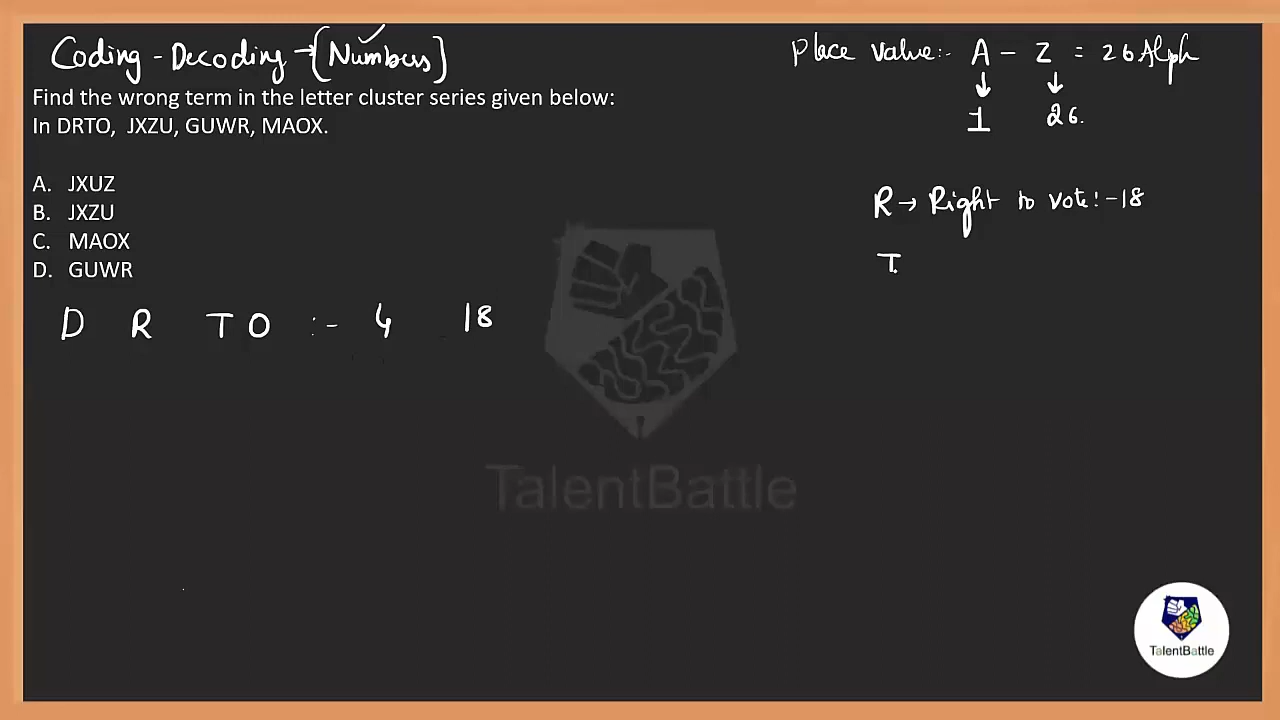 Coding - Decoding → [Numbers]
Find the wrong term in the letter cluster series given below:
In DRTO, JXZU, GUWR, MAOX.
A. JXUZ
B. JXZU
C. MAOX
D. GUWR
D R T O :- 4 18
Place value:- A - Z = 26 Alph
↓ ↓
1 26.
R → Right to vote:- 18
T
TalentBattle
TalentBattle